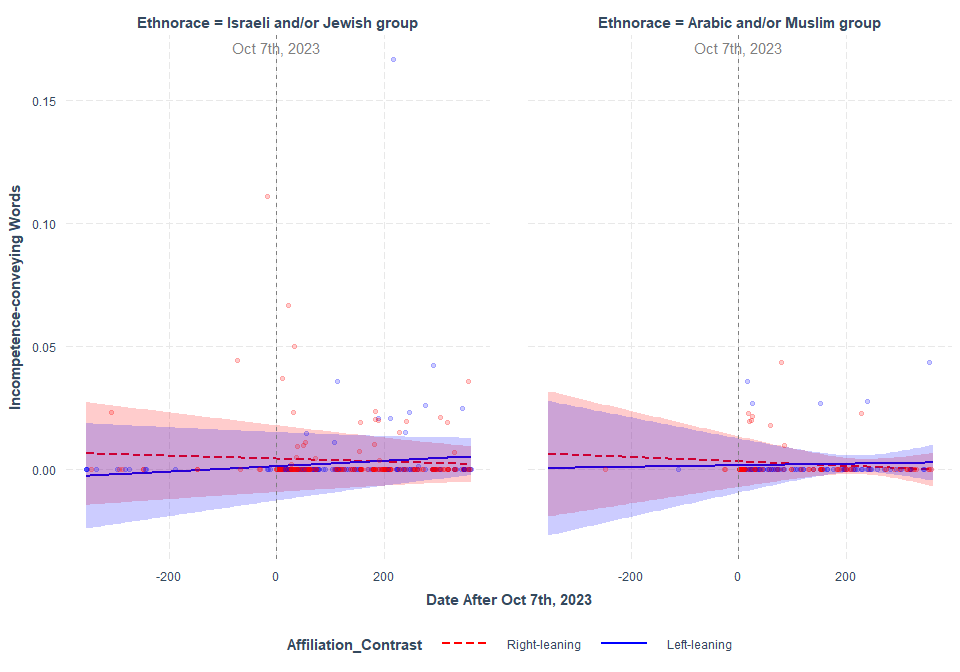 Ethnorace = Israeli and/or Jewish group
Ethnorace = Arabic and/or Muslim group
Oct 7th, 2023
Oct 7th, 2023
0.15
0.10
0.05
0.00
Incompetence-conveying Words
-200
0
200
-200
0
200
Date After Oct 7th, 2023
Affiliation_Contrast
Right-leaning
Left-leaning